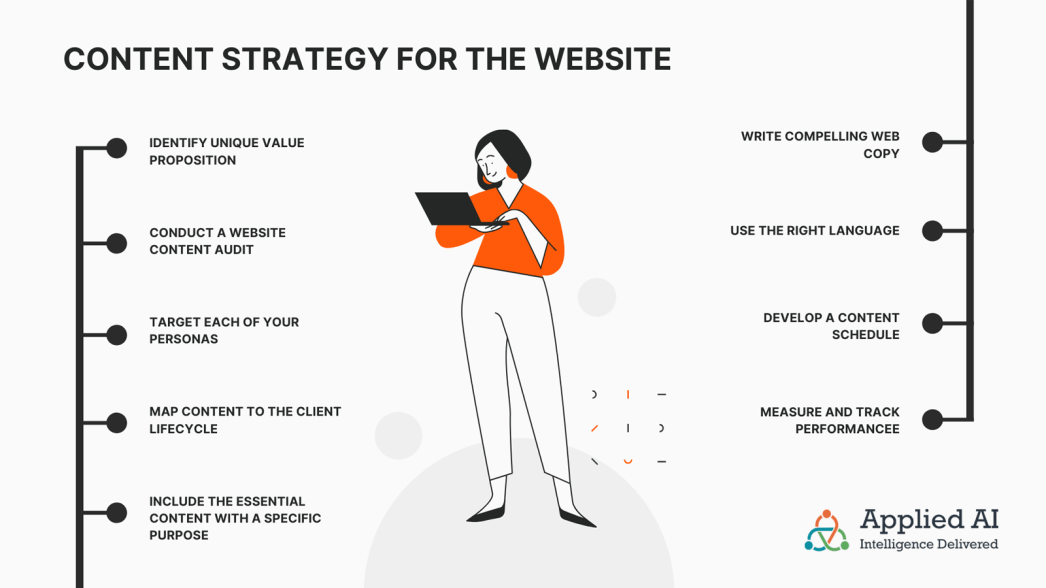 CONTENT STRATEGY FOR THE WEBSITE
IDENTIFY UNIQUE VALUE
PROPOSITION
CONDUCT A WEBSITE
CONTENT AUDIT
TARGET EACH OF YOUR
PERSONAS
MAP CONTENT TO THE CLIENT
LIFECYCLE
INCLUDE THE ESSENTIAL
CONTENT WITH A SPECIFIC
PURPOSE
WRITE COMPELLING WEB
COPY
USE THE RIGHT LANGUAGE
DEVELOP A CONTENT
SCHEDULE
MEASURE AND TRACK
PERFORMANCEE
Applied AI
Intelligence Delivered